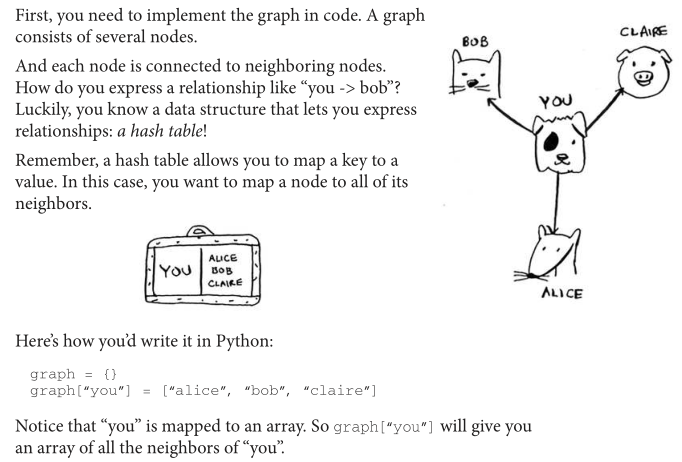 First, you need to implement the graph in code. A graph
consists of several nodes.
And each node is connected to neighboring nodes.
How do you express a relationship like “you -> bob”?
Luckily, you know a data structure that lets you express
relationships: a hash table!
Remember, a hash table allows you to map a key to a
value. In this case, you want to map a node to all of its
neighbors.
BOB
CLAIRE
YOU
ALICE
YOU
ALICE
BOB
CLAIRE
Here’s how you’d write it in Python:
graph = {}
graph[“you”] = [“alice”, “bob”, “claire”]
Notice that “you” is mapped to an array. So graph[“you”] will give you
an array of all the neighbors of “you”.